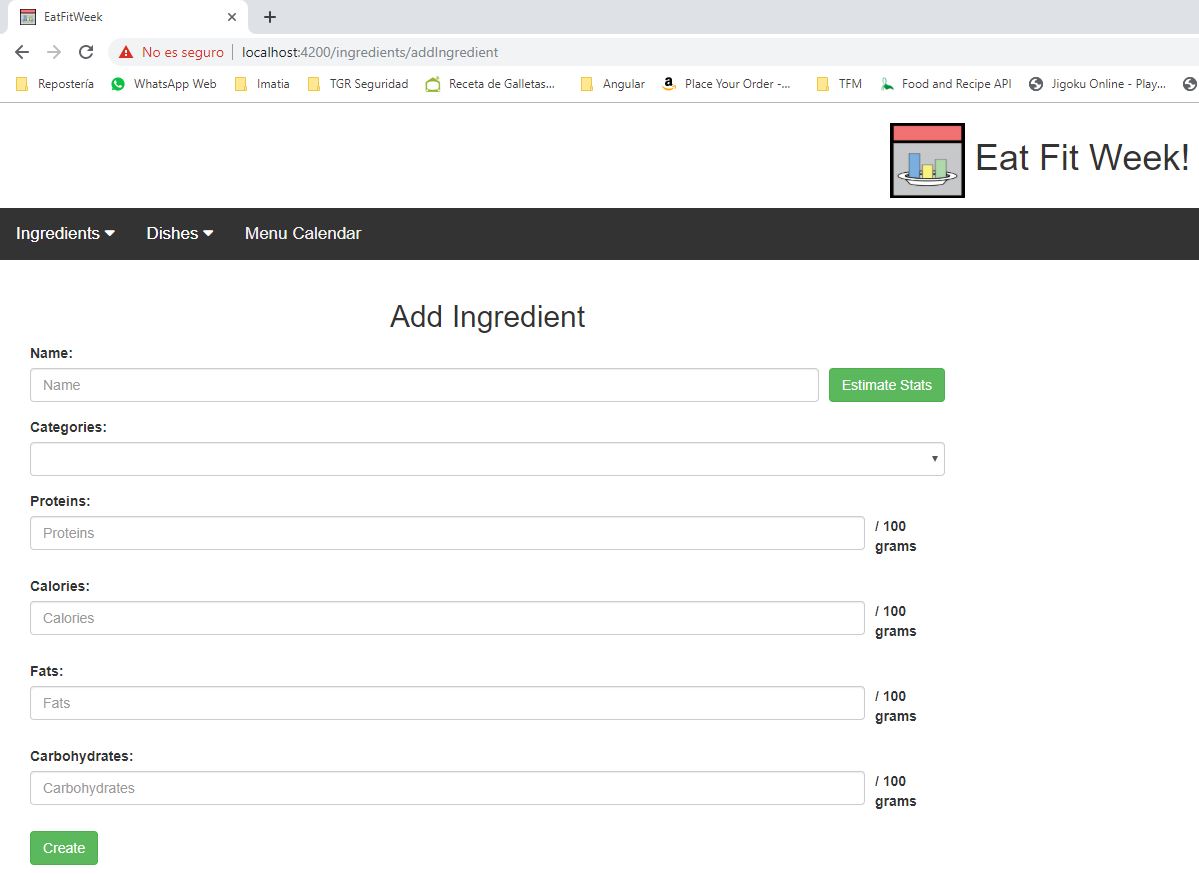 EatFitWeek
No es seguro | localhost:4200/ingredients/addIngredient
Repostería WhatsApp Web Imatia TGR Seguridad Receta de Galletas... Angular Place Your Order -... TFM Food and Recipe API Jigoku Online - Play...
Eat Fit Week!
Ingredients Dishes Menu Calendar
Add Ingredient
Name:
Name Estimate Stats
Categories:
Proteins:
Proteins / 100
grams
Calories:
Calories / 100
grams
Fats:
Fats / 100
grams
Carbohydrates:
Carbohydrates / 100
grams
Create